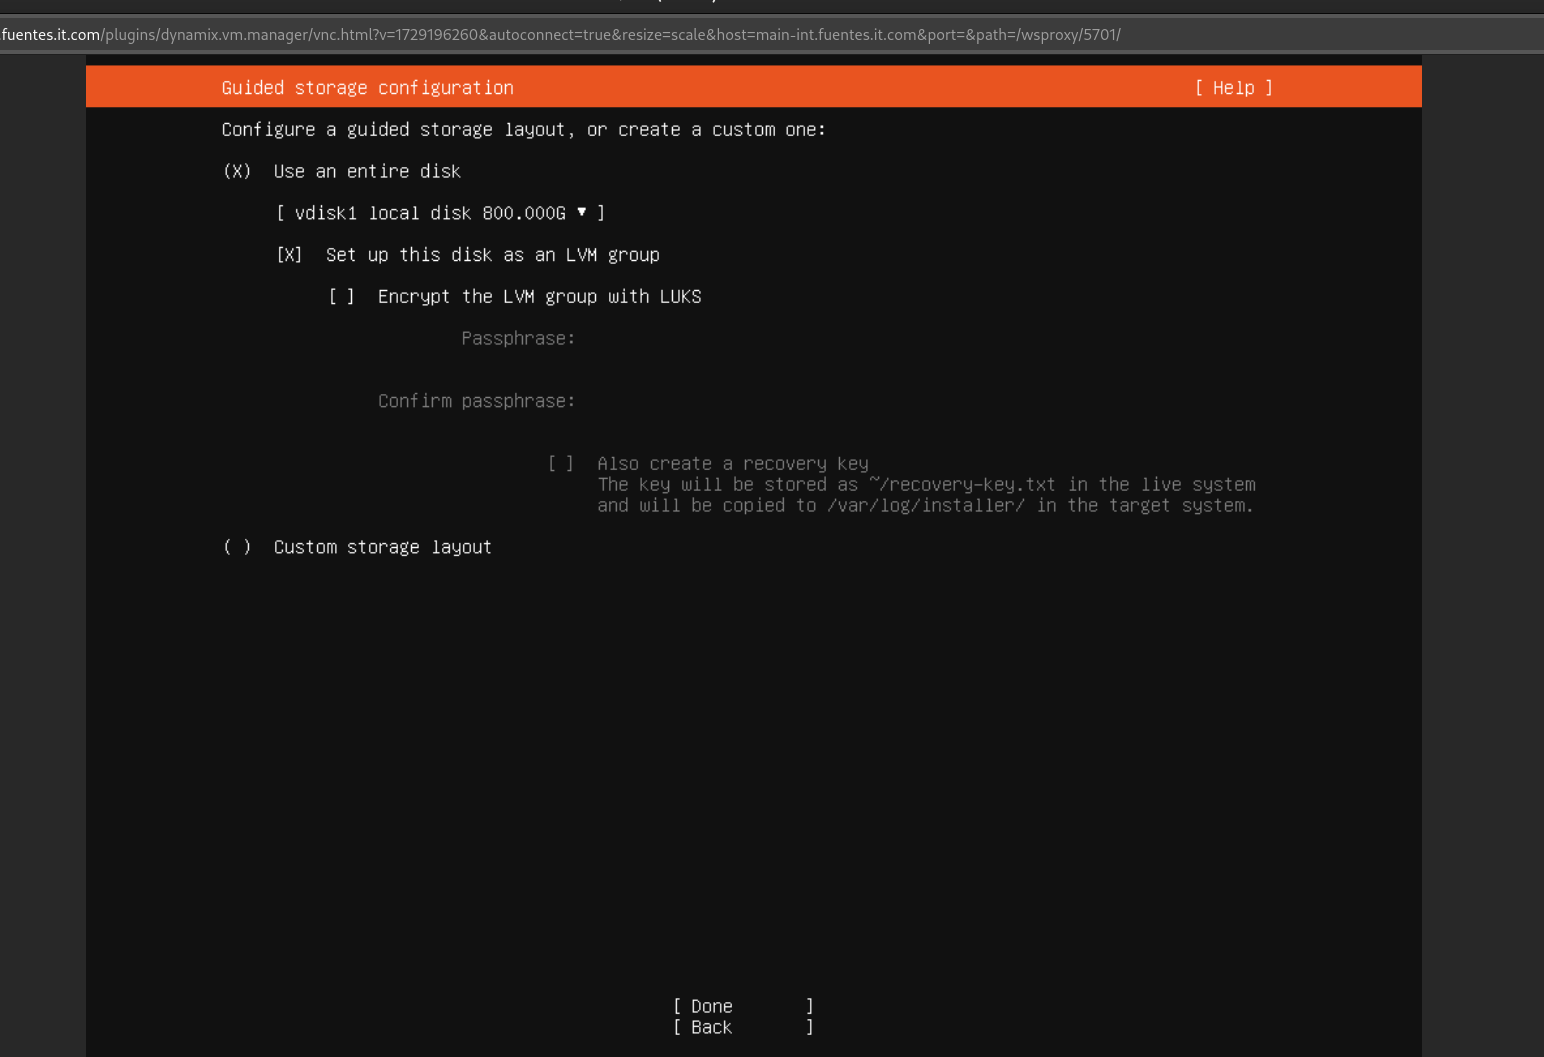 fuentes.it.com/plugins/dynamix.vm.manager/vnc.html?v=1729196260&autoconnect=true&resize=scale&host=main-int.fuentes.it.com&port=&path=/wsproxy/5701/
Guided storage configuration [ Help ]
Configure a guided storage layout, or create a custom one:
(X) Use an entire disk
[ vdisk1 local disk 800.000G ▾ ]
[X] Set up this disk as an LVM group
[ ] Encrypt the LVM group with LUKS
Passphrase:
Confirm passphrase:
[ ] Also create a recovery key
The key will be stored as ~/recovery-key.txt in the live system
and will be copied to /var/log/installer/ in the target system.
( ) Custom storage layout
[ Done ]
[ Back ]